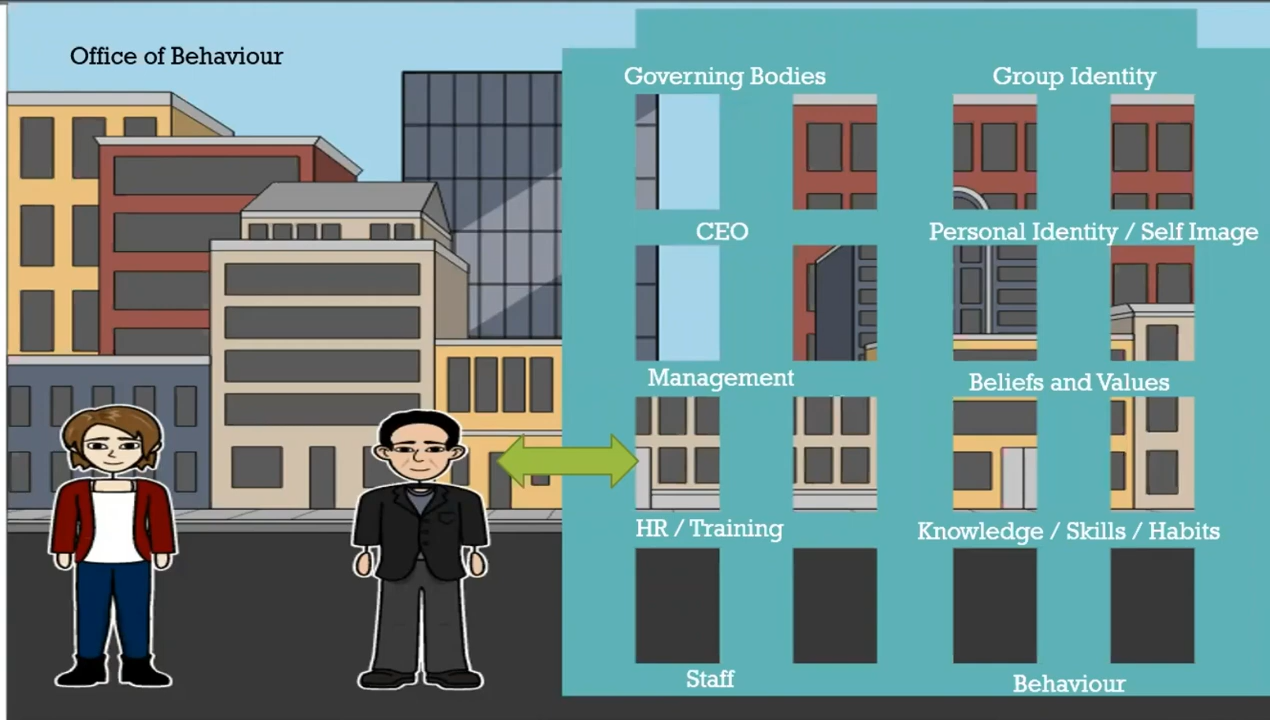 Office of Behaviour
Governing Bodies
Group Identity
CEO
Personal Identity / Self Image
Management
Beliefs and Values
HR / Training
Knowledge / Skills / Habits
Staff
Behaviour